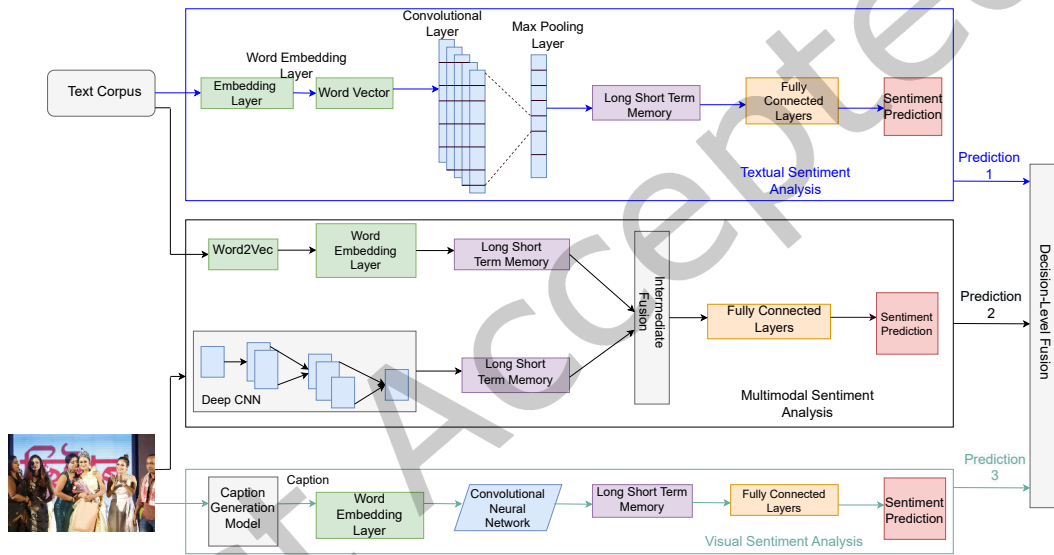 Text Corpus
Word Embedding
Layer
Embedding
Layer
Word Vector
Convolutional
Layer
Max Pooling
Layer
Long Short Term
Memory
Fully
Connected
Layers
Sentiment
Prediction
Textual Sentiment
Analysis
Prediction
1
Word2Vec
Word
Embedding
Layer
Long Short
Term Memory
Deep CNN
Long Short
Term Memory
Intermediate
Fusion
Fully Connected
Layers
Sentiment
Prediction
Multimodal Sentiment
Analysis
Prediction
2
Caption
Generation
Model
Caption
Word
Embedding
Layer
Convolutional
Neural
Network
Long Short Term
Memory
Fully Connected
Layers
Sentiment
Prediction
Visual Sentiment Analysis
Prediction
3
Decision-Level Fusion
Accepted